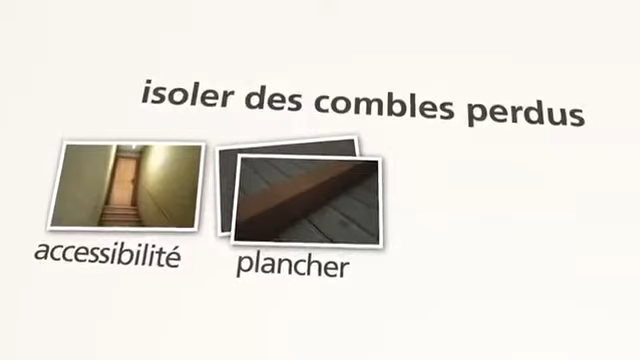 isoler des combles perdus
accessibilité
plancher